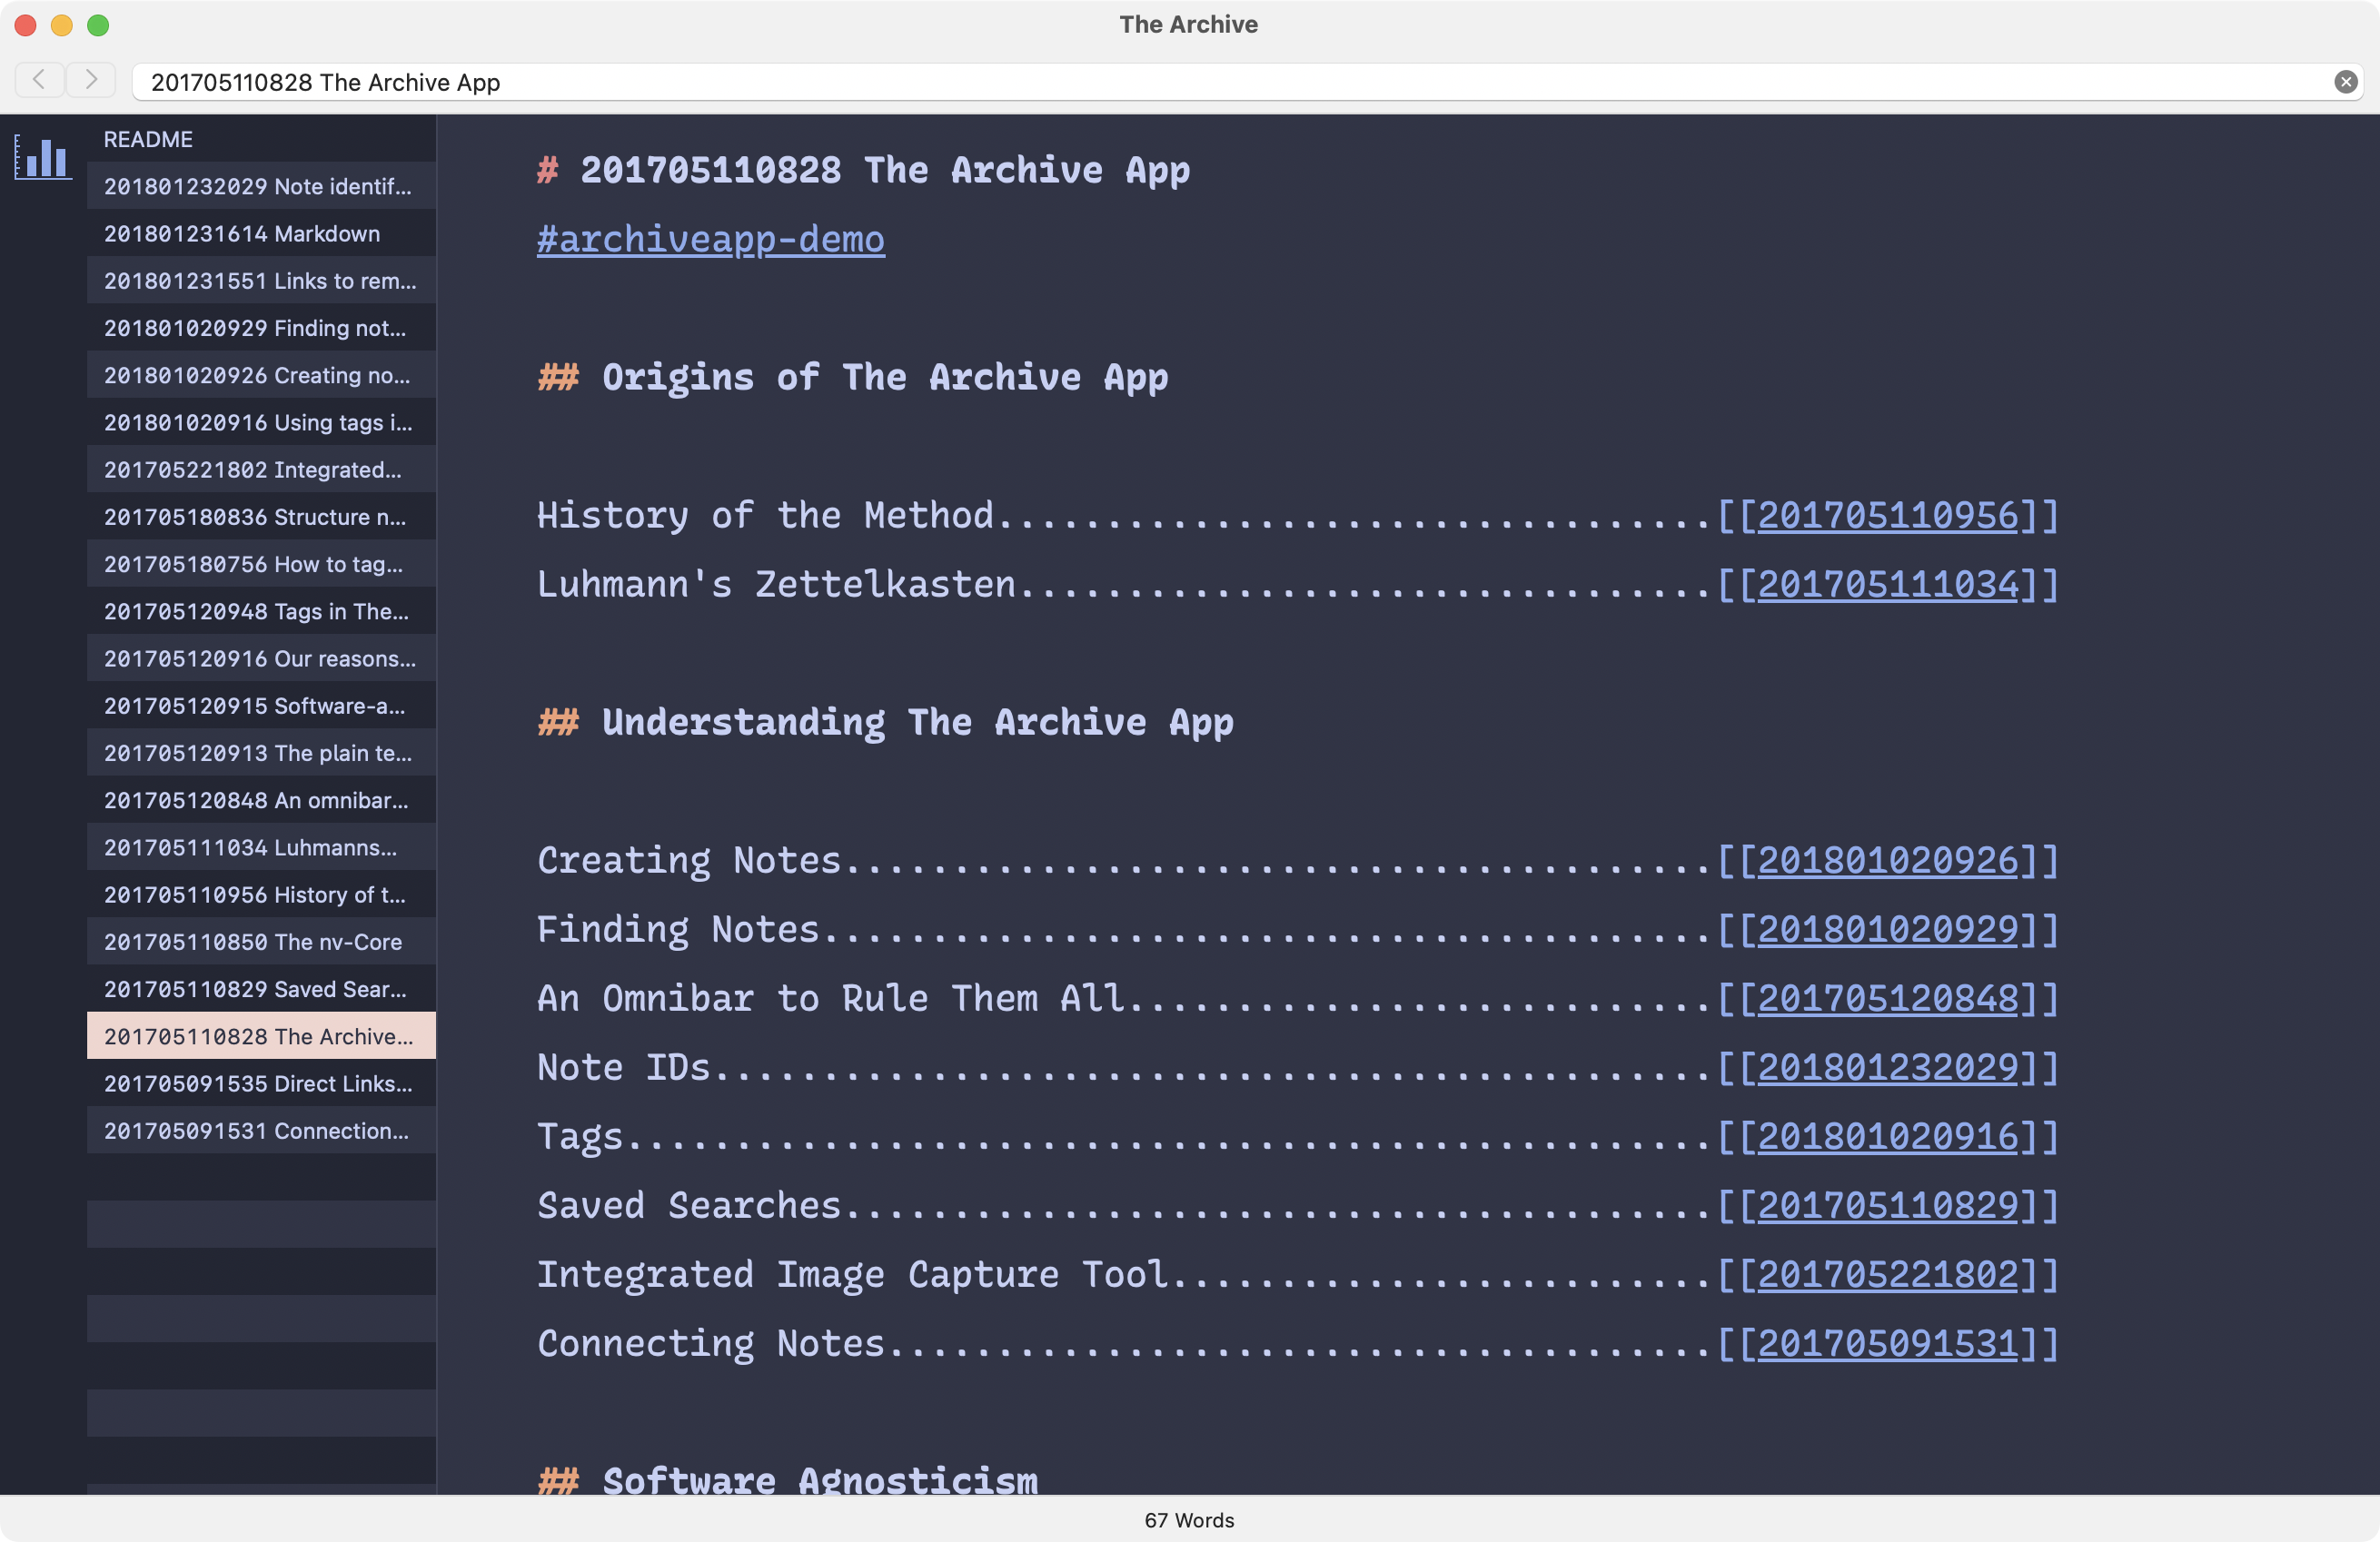 The Archive
201705110828 The Archive App
README
201801232029 Note identif...
201801231614 Markdown
201801231551 Links to rem...
201801020929 Finding not...
201801020926 Creating no...
201801020916 Using tags i...
201705221802 Integrated...
201705180836 Structure n...
201705180756 How to tag...
201705120948 Tags in The...
201705120916 Our reasons...
201705120915 Software-a...
201705120913 The plain te...
201705120848 An omnibar...
201705111034 Luhmanns...
201705110956 History of t...
201705110850 The nv-Core
201705110829 Saved Sear...
201705110828 The Archive...
201705091535 Direct Links...
201705091531 Connection...
# 201705110828 The Archive App
#archiveapp-demo
## Origins of The Archive App
History of the Method.................................[[201705110956]]
Luhmann's Zettelkasten................................[[201705111034]]
## Understanding The Archive App
Creating Notes........................................[[201801020926]]
Finding Notes.........................................[[201801020929]]
An Omnibar to Rule Them All...........................[[201705120848]]
Note IDs..............................................[[201801232029]]
Tags..................................................[[201801020916]]
Saved Searches........................................[[201705110829]]
Integrated Image Capture Tool.........................[[201705221802]]
Connecting Notes......................................[[201705091531]]
## Software Agnosticism
67 Words